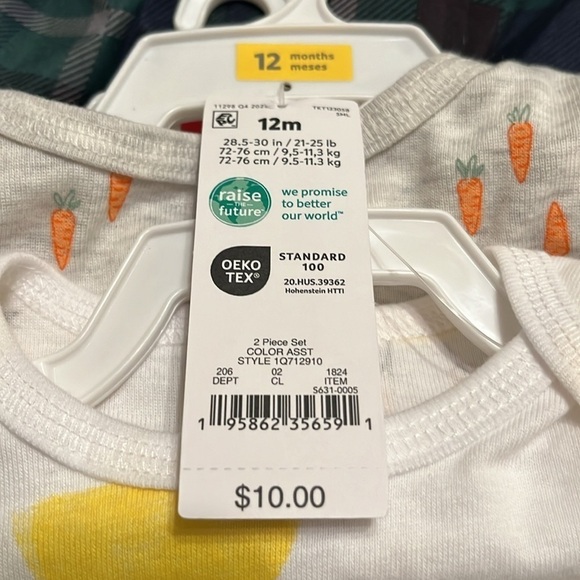 12 months
meses
12m
28.5-30 in / 21-25 lb
72-76 cm / 9,5-11,3 kg
72-76 cm / 9.5-11.3 kg
raise
THE
future
we promise
to better
our world™
OEKO
TEX®
STANDARD
100
20.HUS.39362
Hohenstein HTTI
2 Piece Set
COLOR ASST
STYLE 1Q712910
206 02 1824
DEPT CL ITEM
S631-0005
1 95862 35659 1
$10.00